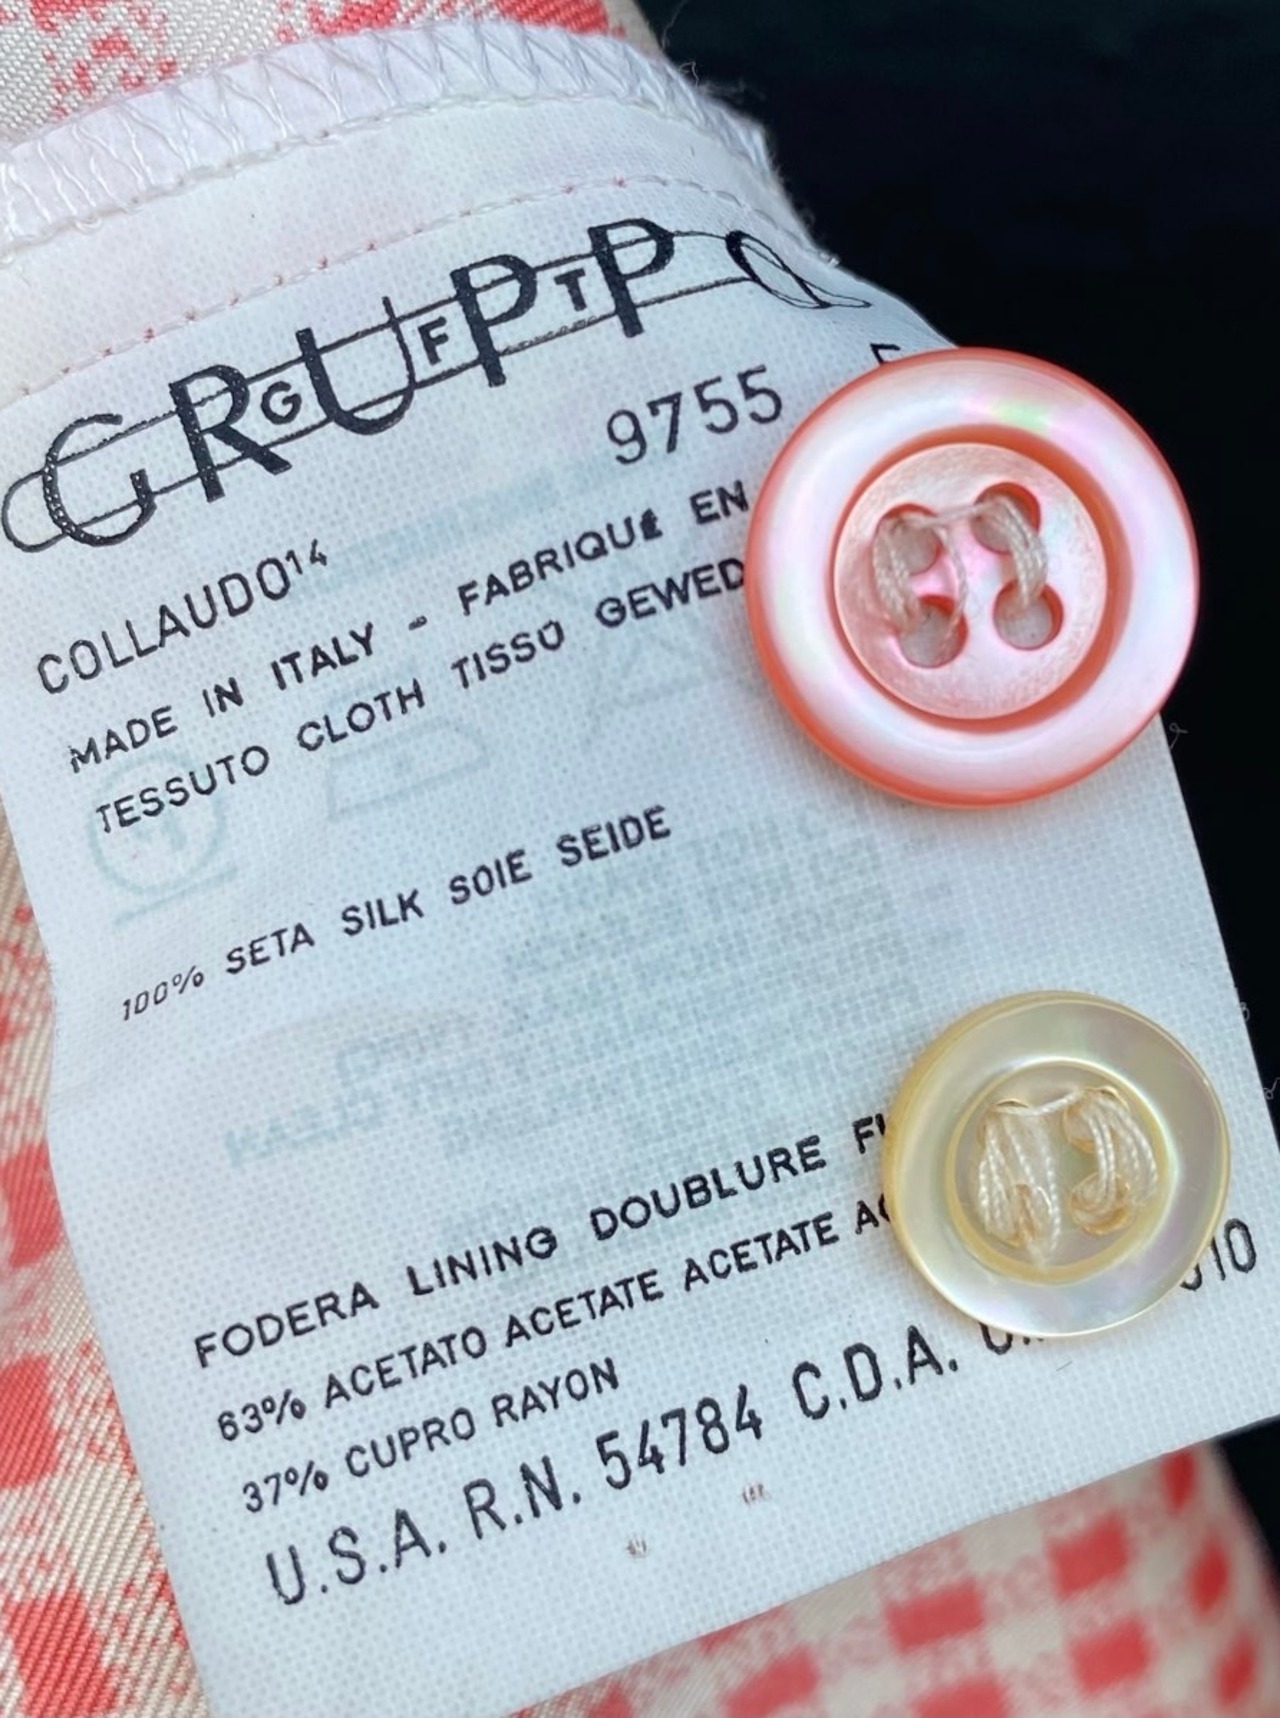 GRUPPO
GFT
9755
COLLAUDO14
MADE IN ITALY - FABRIQUÉ EN
TESSUTO CLOTH TISSU GEWED
100% SETA SILK SOIE SEIDE
FODERA LINING DOUBLURE
63% ACETATO ACETATE ACETATE
37% CUPRO RAYON
U.S.A. R.N. 54784 C.D.A.